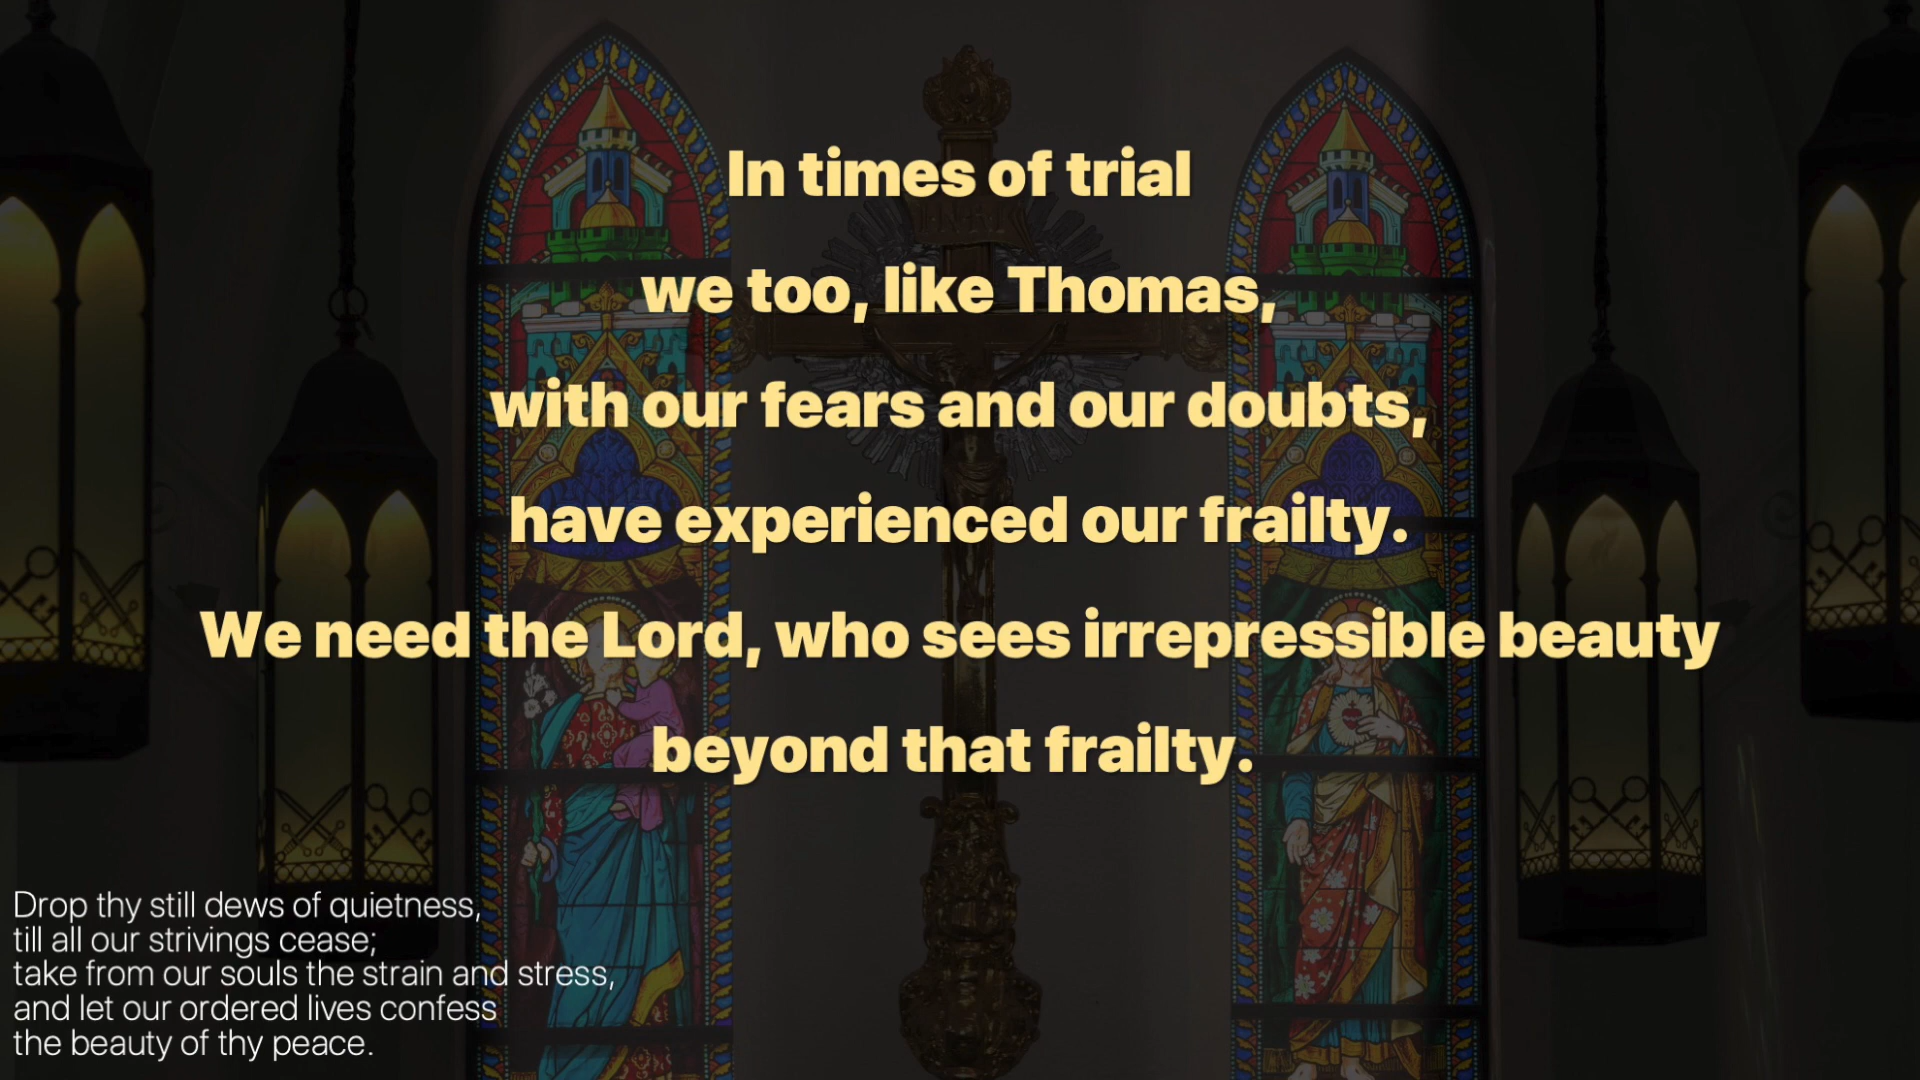 In times of trial
we too, like Thomas,
with our fears and our doubts,
have experienced our frailty.
We need the Lord, who sees irrepressible beauty
beyond that frailty.
Drop thy still dews of quietness,
till all our strivings cease;
take from our souls the strain and stress,
and let our ordered lives confess
the beauty of thy peace.